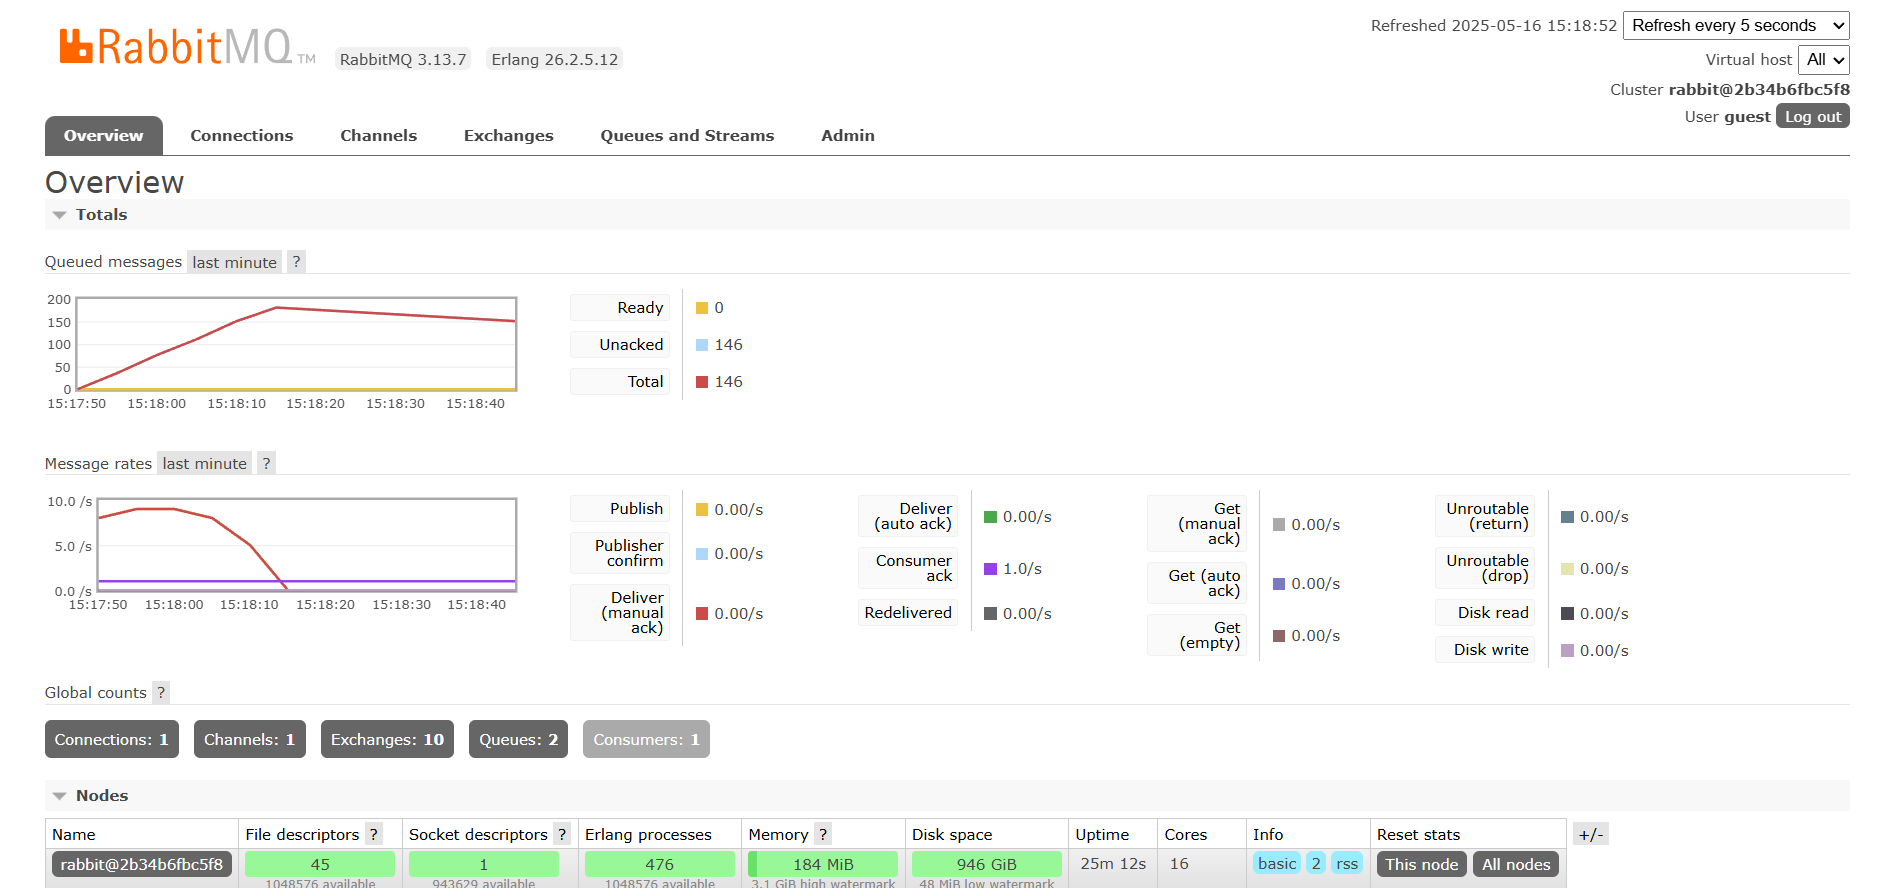 RabbitMQ TM
RabbitMQ 3.13.7
Erlang 26.2.5.12
Refreshed 2025-05-16 15:18:52 Refresh every 5 seconds
Virtual host All
Cluster rabbit@2b34b6fbc5f8
User guest Log out
Overview Connections Channels Exchanges Queues and Streams Admin
Overview
Totals
Queued messages last minute ?
200
150
100
50
0
15:17:50 15:18:00 15:18:10 15:18:20 15:18:30 15:18:40
Ready 0
Unacked 146
Total 146
Message rates last minute ?
10.0 /s
5.0 /s
0.0 /s
15:17:50 15:18:00 15:18:10 15:18:20 15:18:30 15:18:40
Publish 0.00/s
Publisher
confirm 0.00/s
Deliver
(manual
ack) 0.00/s
Deliver
(auto ack) 0.00/s
Consumer
ack 1.0/s
Redelivered 0.00/s
Get
(manual
ack) 0.00/s
Get (auto
ack) 0.00/s
Get
(empty) 0.00/s
Unroutable
(return) 0.00/s
Unroutable
(drop) 0.00/s
Disk read 0.00/s
Disk write 0.00/s
Global counts ?
Connections: 1 Channels: 1 Exchanges: 10 Queues: 2 Consumers: 1
Nodes
Name File descriptors ? Socket descriptors ? Erlang processes Memory ? Disk space Uptime Cores Info Reset stats +/-
rabbit@2b34b6fbc5f8 45 1 476 184 MiB 946 GiB 25m 12s 16 basic 2 rss This node All nodes
1048576 available 943629 available 1048576 available 3.1 GiB high watermark 48 MiB low watermark